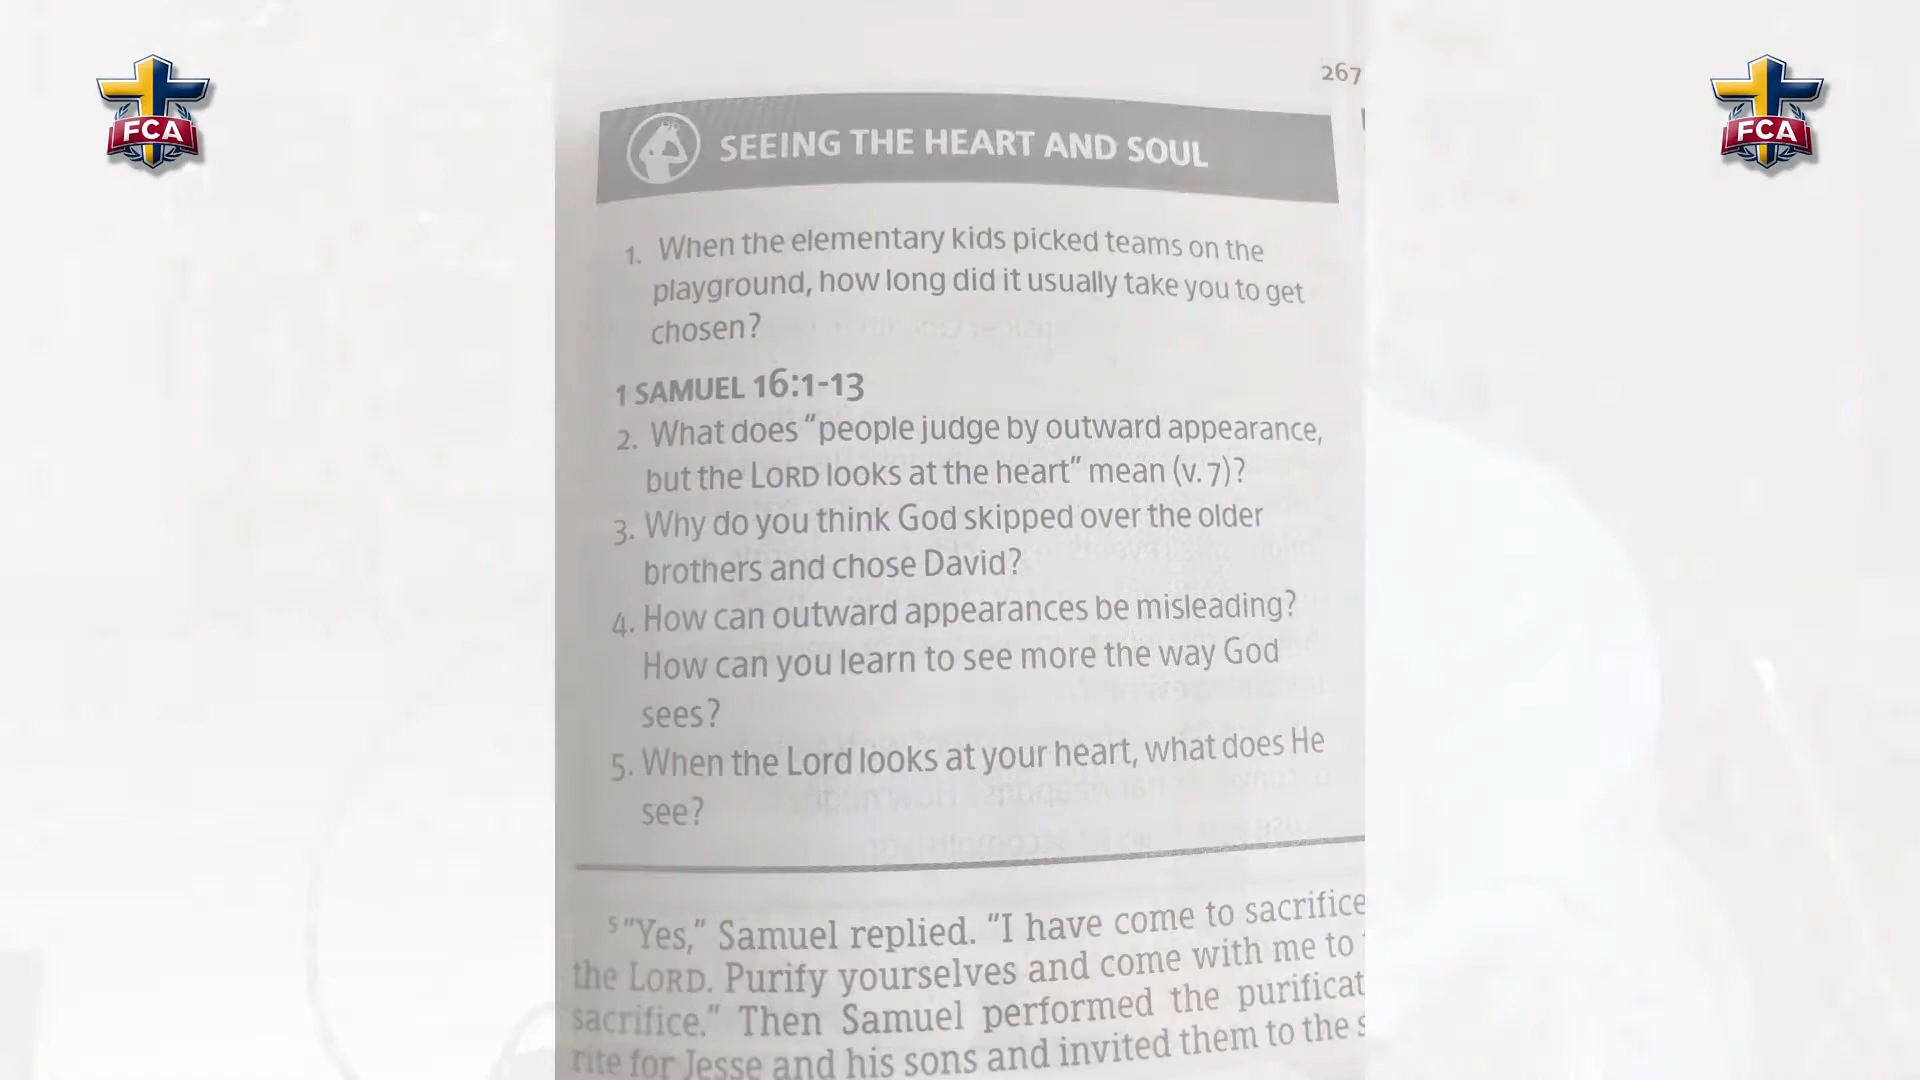 FCA
FCA
267
SEEING THE HEART AND SOUL
1. When the elementary kids picked teams on the
playground, how long did it usually take you to get
chosen?
1 SAMUEL 16:1-13
2. What does "people judge by outward appearance,
but the LORD looks at the heart" mean (v. 7)?
3. Why do you think God skipped over the older
brothers and chose David?
4. How can outward appearances be misleading?
How can you learn to see more the way God
sees?
5. When the Lord looks at your heart, what does He
see?
5 "Yes," Samuel replied. "I have come to sacrifice
the LORD. Purify yourselves and come with me to
sacrifice." Then Samuel performed the purificat
rite for Jesse and his sons and invited them to the s